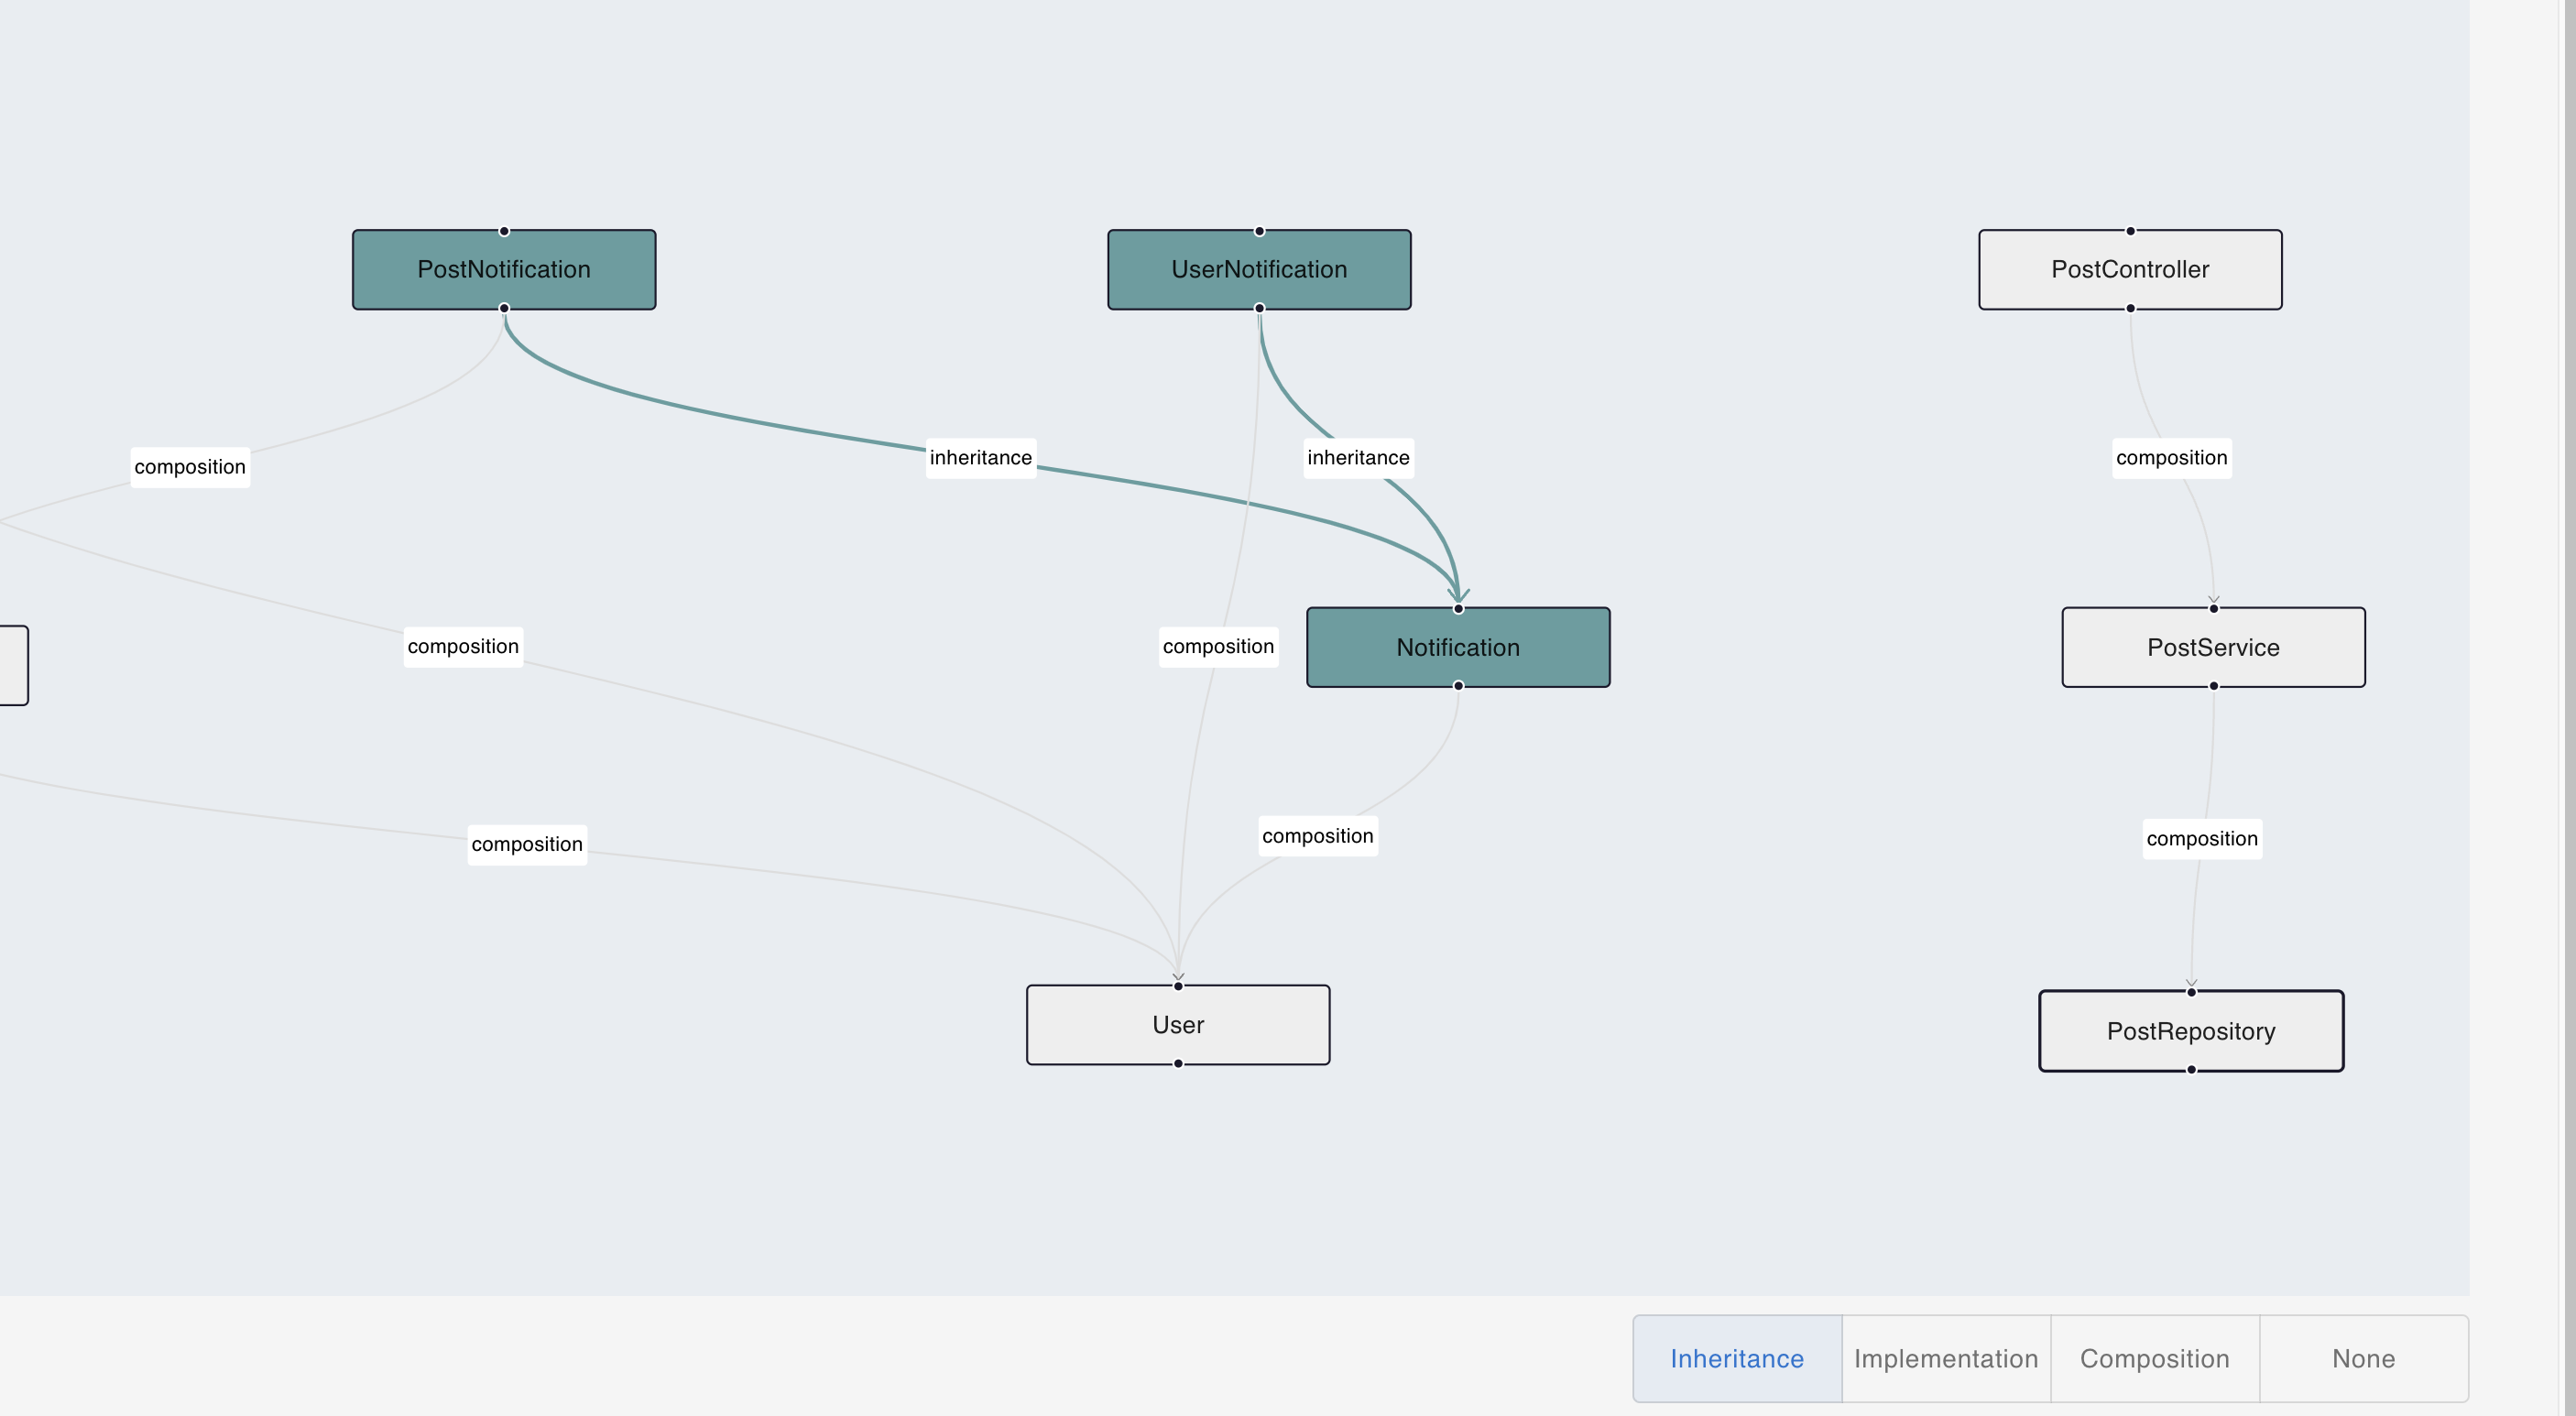 PostNotification
UserNotification
PostController
composition
inheritance
inheritance
composition
composition
composition
Notification
PostService
composition
composition
composition
User
PostRepository
Inheritance
Implementation
Composition
None